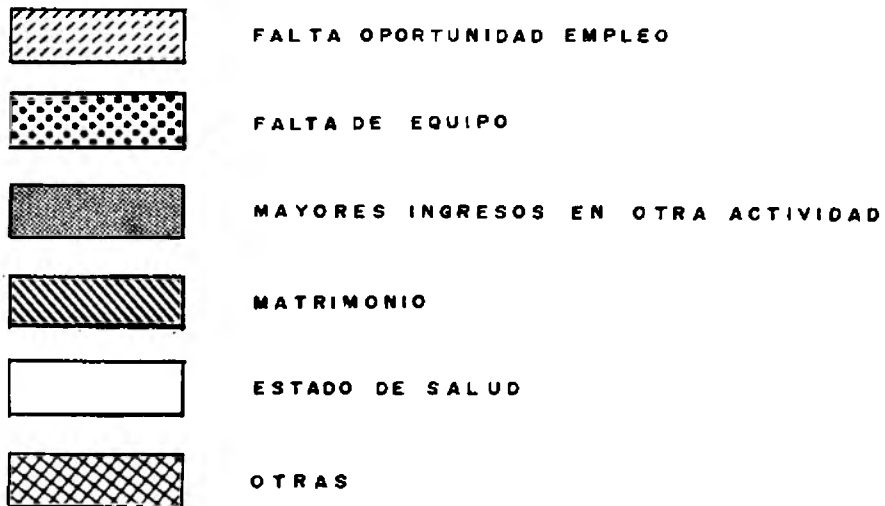 FALTA OPORTUNIDAD EMPLEO
FALTA DE EQUIPO
MAYORES INGRESOS EN OTRA ACTIVIDAD
MATRIMONIO
ESTADO DE SALUD
OTRAS